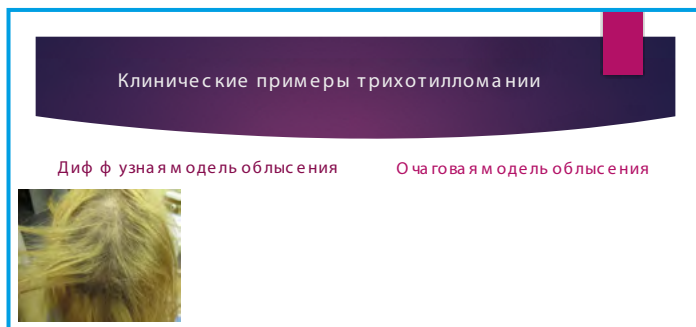 Клинические примеры трихотилломании
Диффузная модель облысения
Очаговая модель облысения